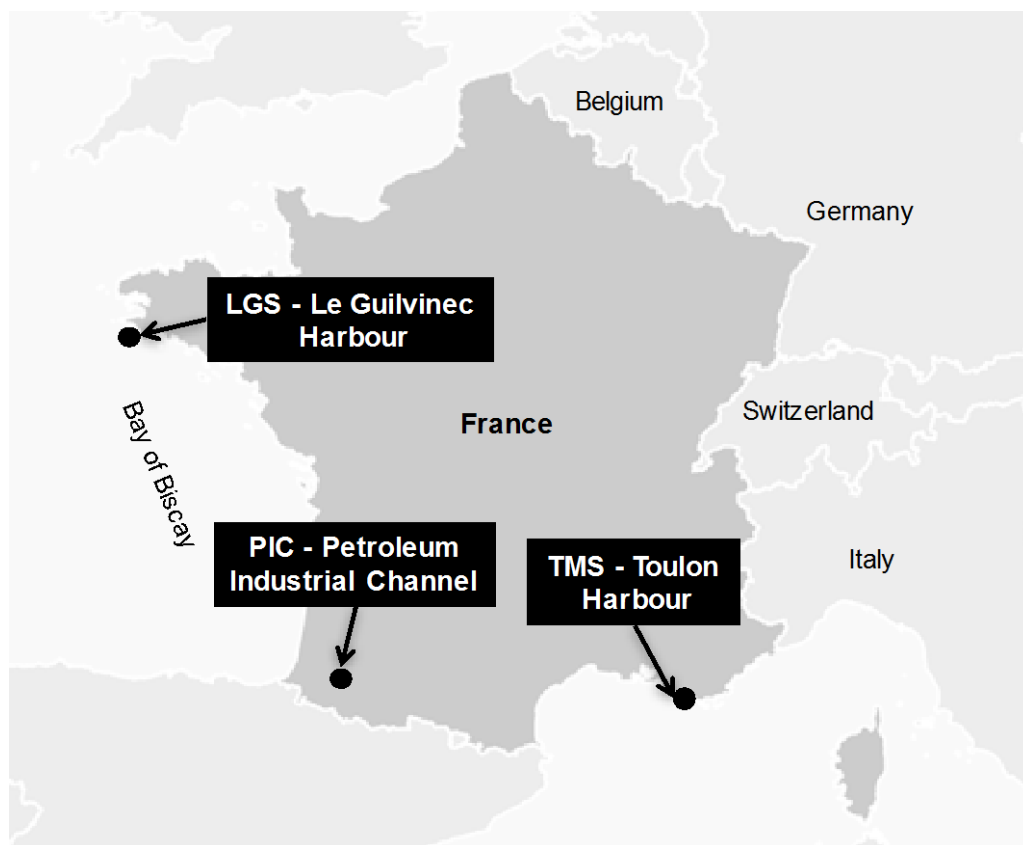 Belgium
Germany
LGS - Le Guilvinec
Harbour
Switzerland
France
Bay of Biscay
PIC - Petroleum
Industrial Channel
TMS - Toulon
Harbour
Italy